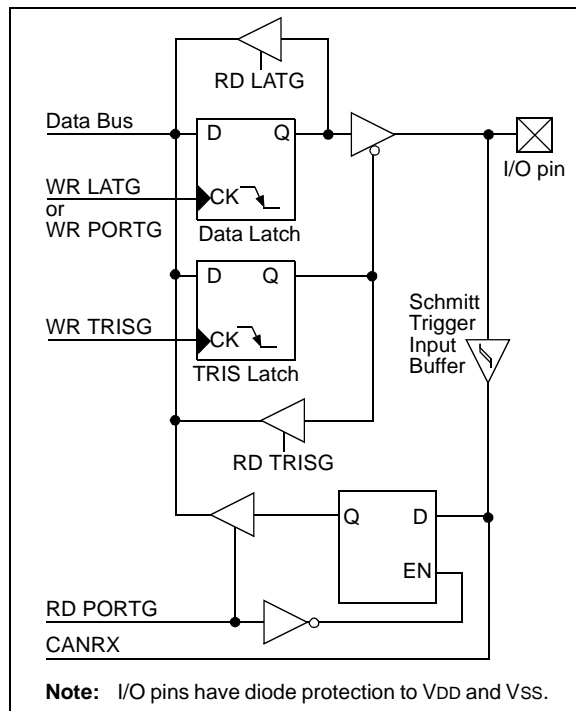 RD LATG
Data Bus
D Q
I/O pin
WR LATG
or
WR PORTG
CK
Data Latch
D Q
WR TRISG
CK
TRIS Latch
Schmitt
Trigger
Input
Buffer
RD TRISG
Q D
EN
RD PORTG
CANRX
Note: I/O pins have diode protection to VDD and VSS.